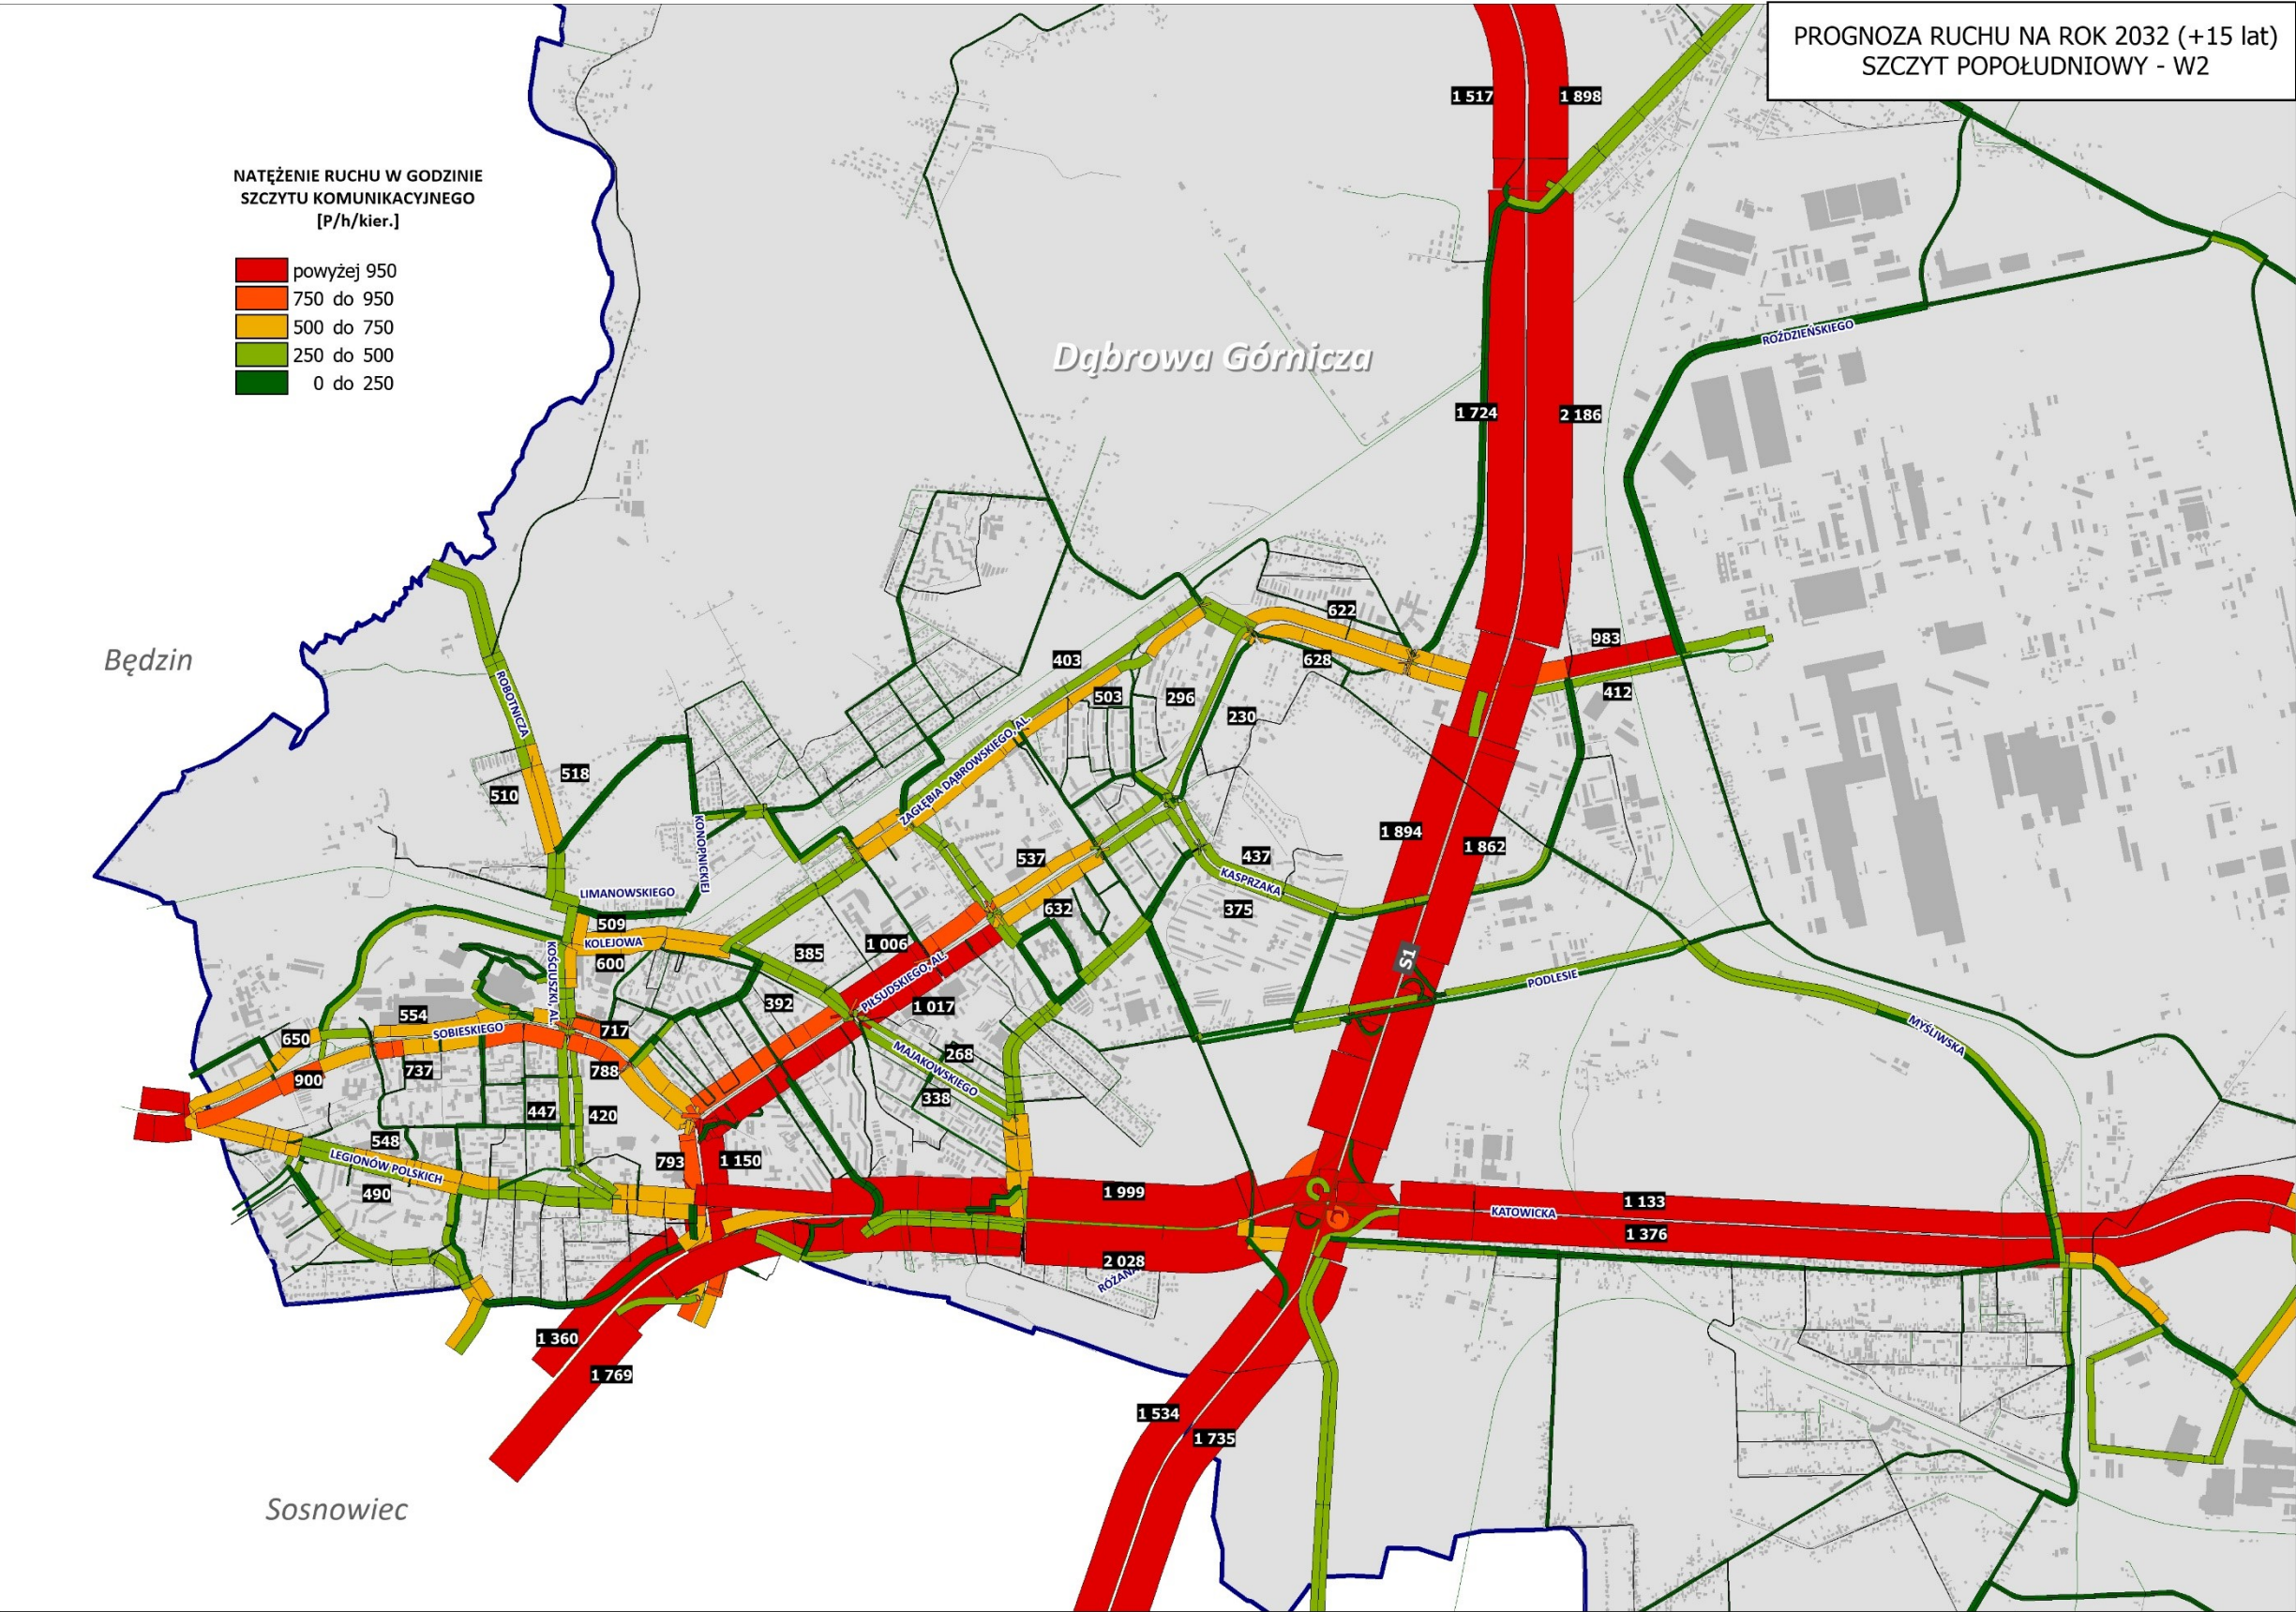 PROGNOZA RUCHU NA ROK 2032 (+15 lat)
SZCZYT POPOŁUDNIOWY - W2
1 517
1 898
NATĘŻENIE RUCHU W GODZINIE
SZCZYTU KOMUNIKACYJNEGO
[P/h/kier.]
powyżej 950
750 do 950
500 do 750
250 do 500
0 do 250
ROŹDZIEŃSKIEGO
Dąbrowa Górnicza
1 724
2 186
622
983
Będzin
403
628
412
503
296
ROBOTNICZA
230
518
510
ZAGŁĘBIA DĄBROWSKIEGO, AL.
1 894
1 862
KONOPNICKIEJ
537
437
KASPRZAKA
LIMANOWSKIEGO
632
375
509
KOLEJOWA
1 006
385
600
S1
KOŚCIUSZKI, AL.
PIŁSUDSKIEGO, AL.
PODLESIE
392
1 017
554
SOBIESKIEGO
717
MYŚLIWSKA
650
268
MAJAKOWSKIEGO
737
788
900
338
447
420
548
793
1 150
LEGIONÓW POLSKICH
490
1 999
1 133
KATOWICKA
1 376
2 028
1 360
1 769
1 534
1 735
Sosnowiec